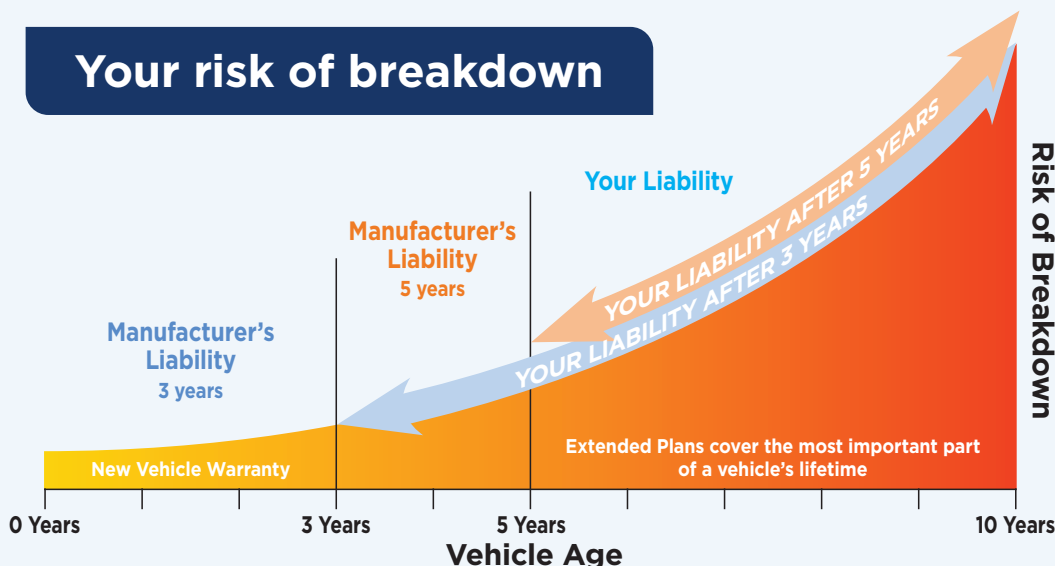 Your risk of breakdown
Your Liability
YOUR LIABILITY AFTER 5 YEARS
YOUR LIABILITY AFTER 3 YEARS
Manufacturer's
Liability
5 years
Manufacturer's
Liability
3 years
Risk of Breakdown
New Vehicle Warranty
Extended Plans cover the most important part
of a vehicle's lifetime
0 Years
3 Years
5 Years
10 Years
Vehicle Age